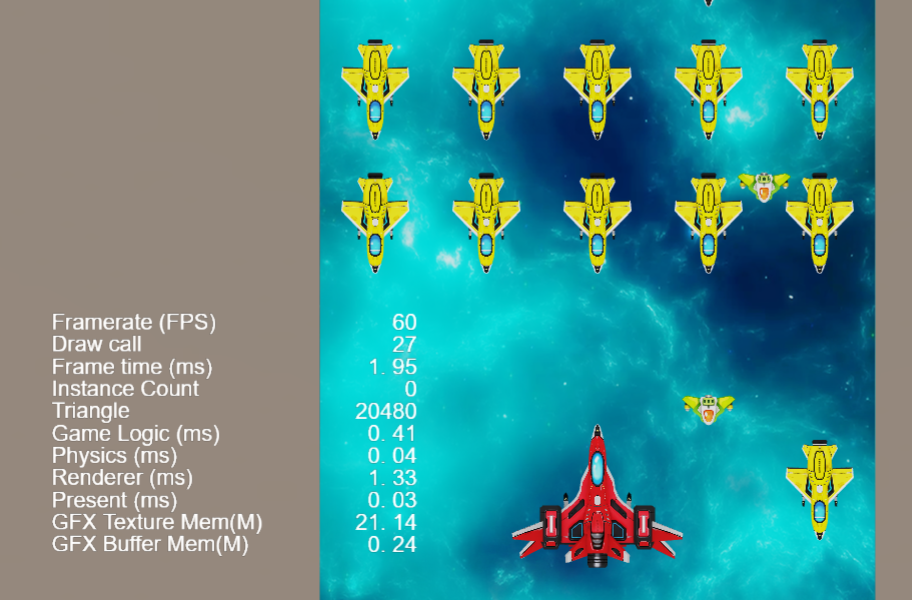 Framerate (FPS) 60
Draw call 27
Frame time (ms) 1. 95
Instance Count 0
Triangle 20480
Game Logic (ms) 0. 41
Physics (ms) 0. 04
Renderer (ms) 1. 33
Present (ms) 0. 03
GFX Texture Mem(M) 21. 14
GFX Buffer Mem(M) 0. 24